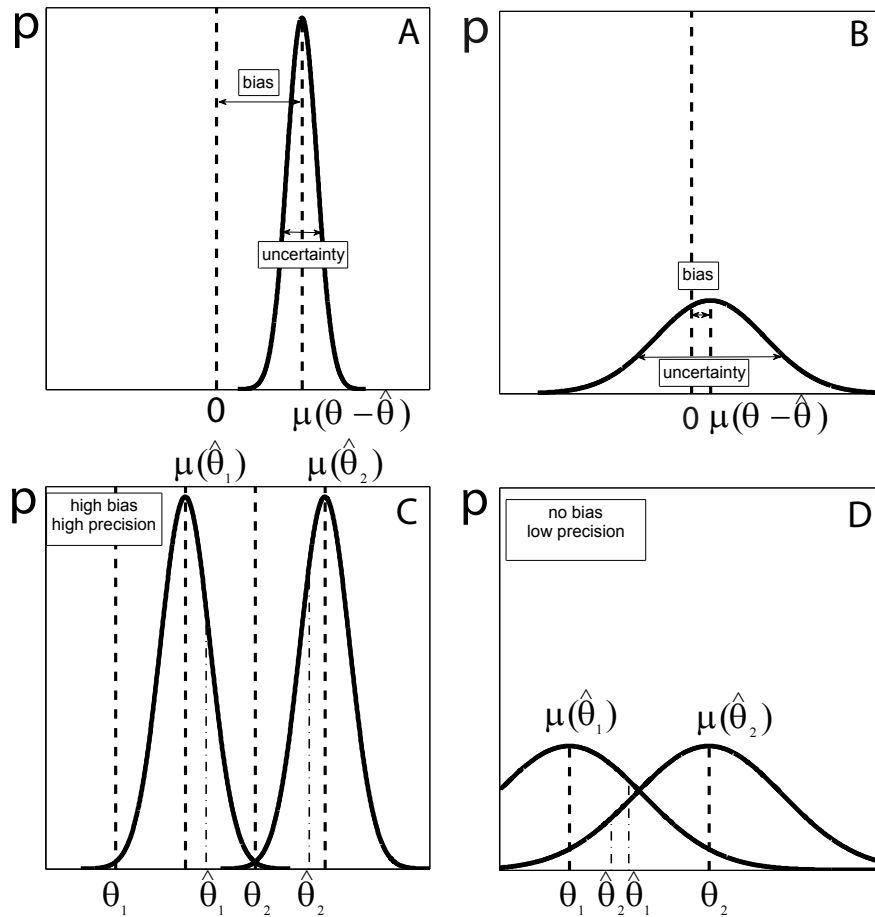 p
A
bias
uncertainty
0
μ(θ − θ̂)
p
B
bias
uncertainty
0
μ(θ − θ̂)
μ(θ̂₁)
μ(θ̂₂)
p
high bias
high precision
C
θ₁
θ̂₁
θ₂
θ̂₂
p
no bias
low precision
D
μ(θ̂₁)
μ(θ̂₂)
θ₁
θ̂₂
θ̂₁
θ₂